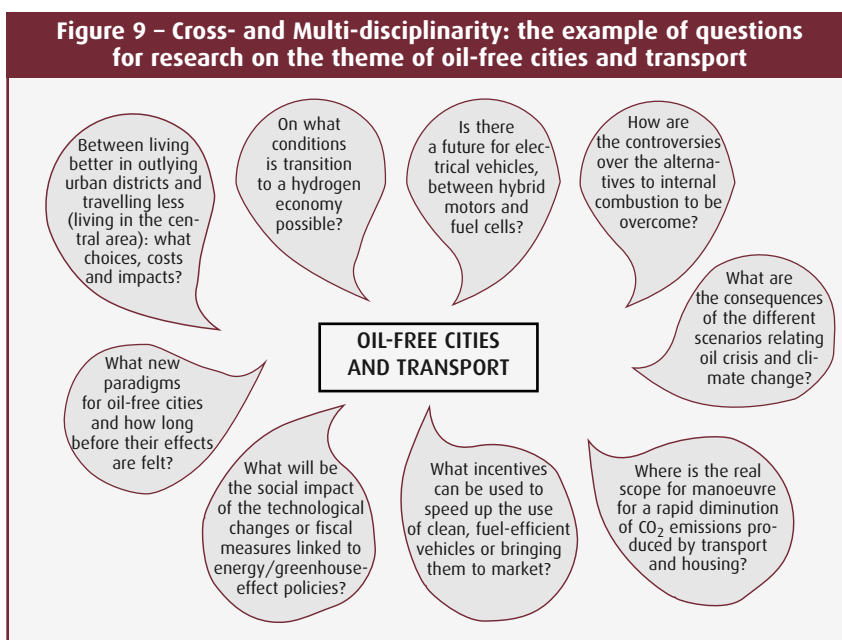 Figure 9 – Cross- and Multi-disciplinarity: the example of questions
for research on the theme of oil-free cities and transport
Between living
better in outlying
urban districts and
travelling less
(living in the cen-
tral area): what
choices, costs
and impacts?
On what
conditions
is transition
to a hydrogen
economy
possible?
Is there
a future for elec-
trical vehicles,
between hybrid
motors and
fuel cells?
How are
the controversies
over the alterna-
tives to internal
combustion to be
overcome?
What are
the consequences
of the different
scenarios relating
oil crisis and cli-
mate change?
OIL-FREE CITIES
AND TRANSPORT
What new
paradigms
for oil-free cities
and how long
before their effects
are felt?
What will be
the social impact
of the technological
changes or fiscal
measures linked to
energy/greenhouse-
effect policies?
What incentives
can be used to
speed up the use
of clean, fuel-efficient
vehicles or bringing
them to market?
Where is the real
scope for manoeuvre
for a rapid diminution
of CO₂ emissions pro-
duced by transport
and housing?